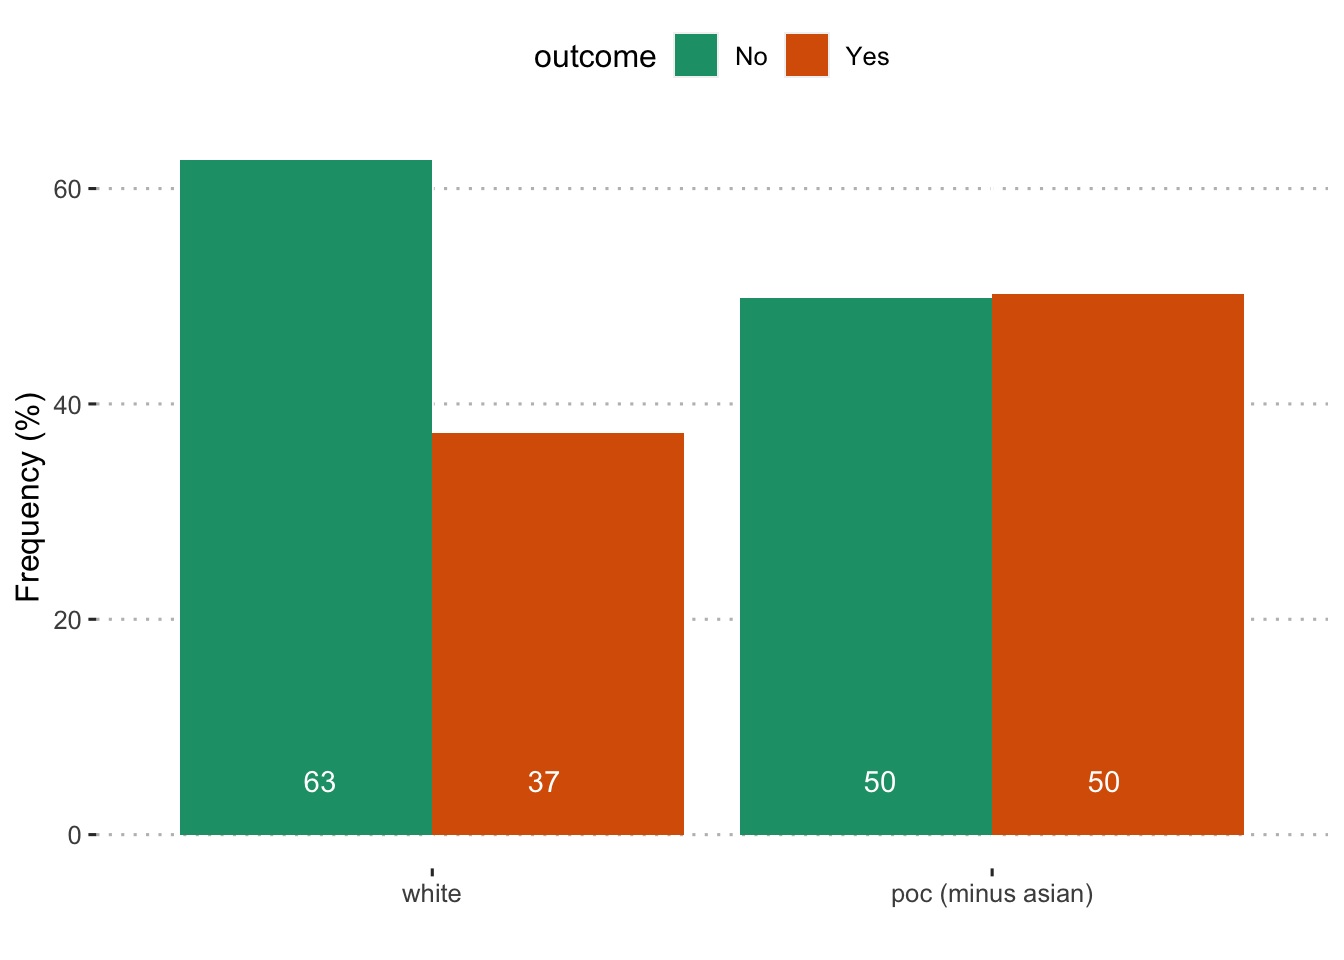 outcome No Yes
Frequency (%)
60
40
20
0
63 37 50 50
white poc (minus asian)